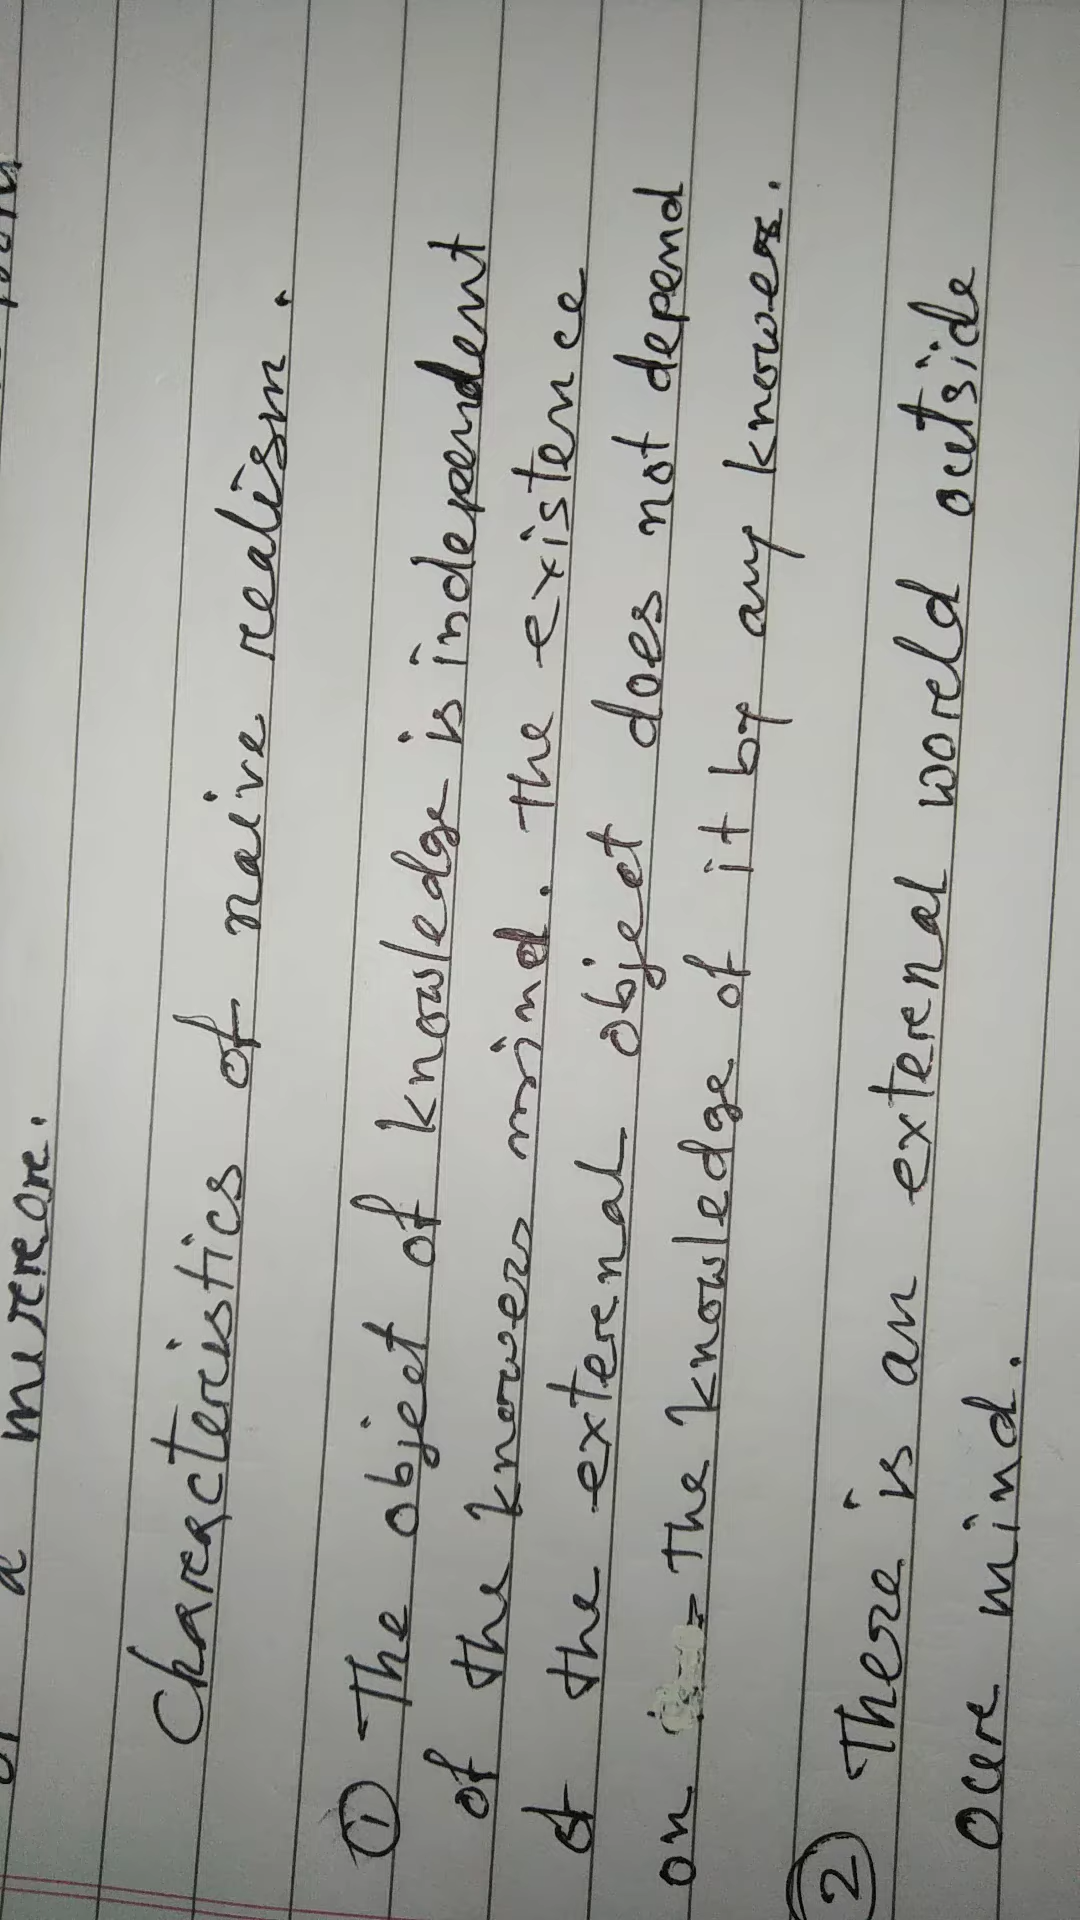 a mirror.
Characteristics of naive realism.
① The object of knowledge is independent
of the knowers mind. The existence
of the external object does not depend
on the knowledge of it by any knower.
② There is an external world outside
our mind.